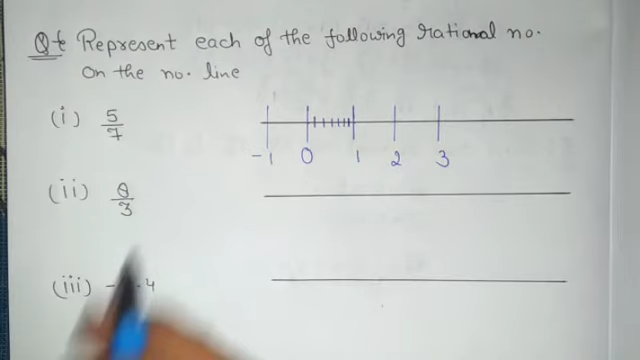 Q6 Represent each of the following rational no.
on the no. line
(i) 5/7
-1 0 1 2 3
(ii) 8/3
(iii) -